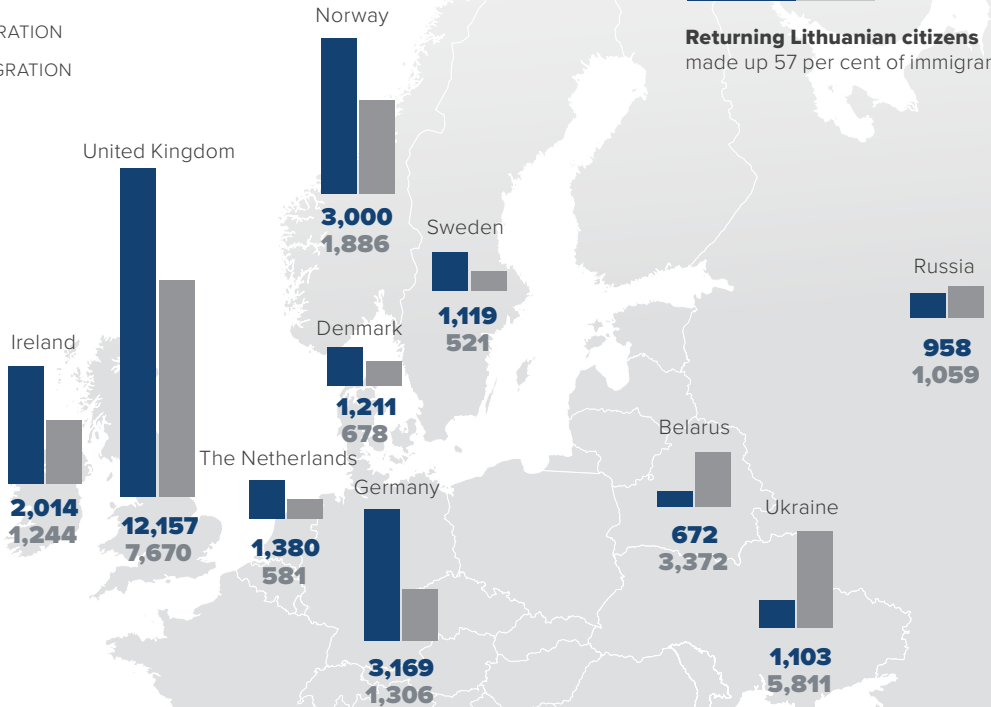 RATION
GRATION
Returning Lithuanian citizens
made up 57 per cent of immigran
Norway
3,000
1,886
United Kingdom
12,157
7,670
Sweden
1,119
521
Russia
958
1,059
Ireland
2,014
1,244
Denmark
1,211
678
The Netherlands
1,380
581
Germany
3,169
1,306
Belarus
672
3,372
Ukraine
1,103
5,811